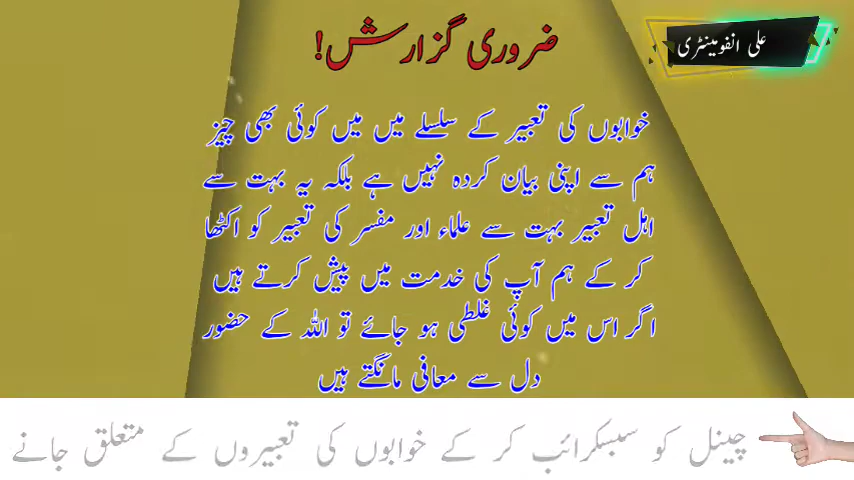 ضروری گزارش!
علی انفومینٹری
خوابوں کی تعبیر کے سلسلے میں میں کوئی بھی چیز
ہم سے اپنی بیان کردہ نہیں ہے بلکہ یہ بہت سے
اہل تعبیر بہت سے علماء اور مفسر کی تعبیر کو اکٹھا
کر کے ہم آپ کی خدمت میں پیش کرتے ہیں
اگر اس میں کوئی غلطی ہو جائے تو اللہ کے حضور
دل سے معافی مانگتے ہیں
چینل کو سبسکرائب کر کے خوابوں کی تعبیروں کے متعلق جانے